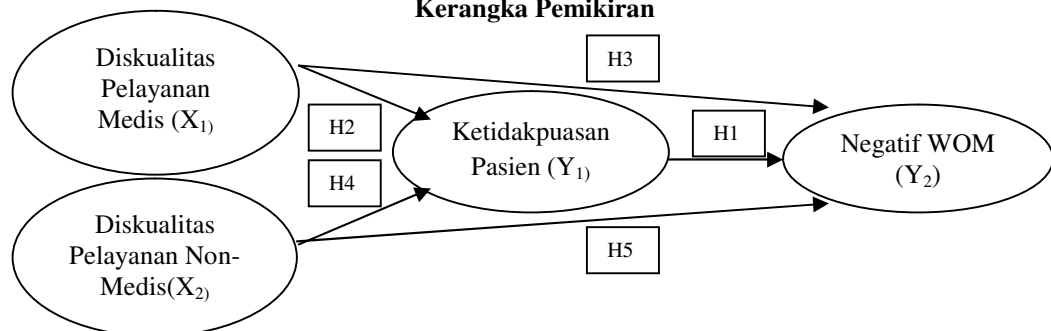 Kerangka Pemikiran
Diskualitas
Pelayanan
Medis (X1)
H3
H2
Ketidakpuasan
Pasien (Y1)
H1
Negatif WOM
(Y2)
H4
Diskualitas
Pelayanan Non-
Medis(X2)
H5